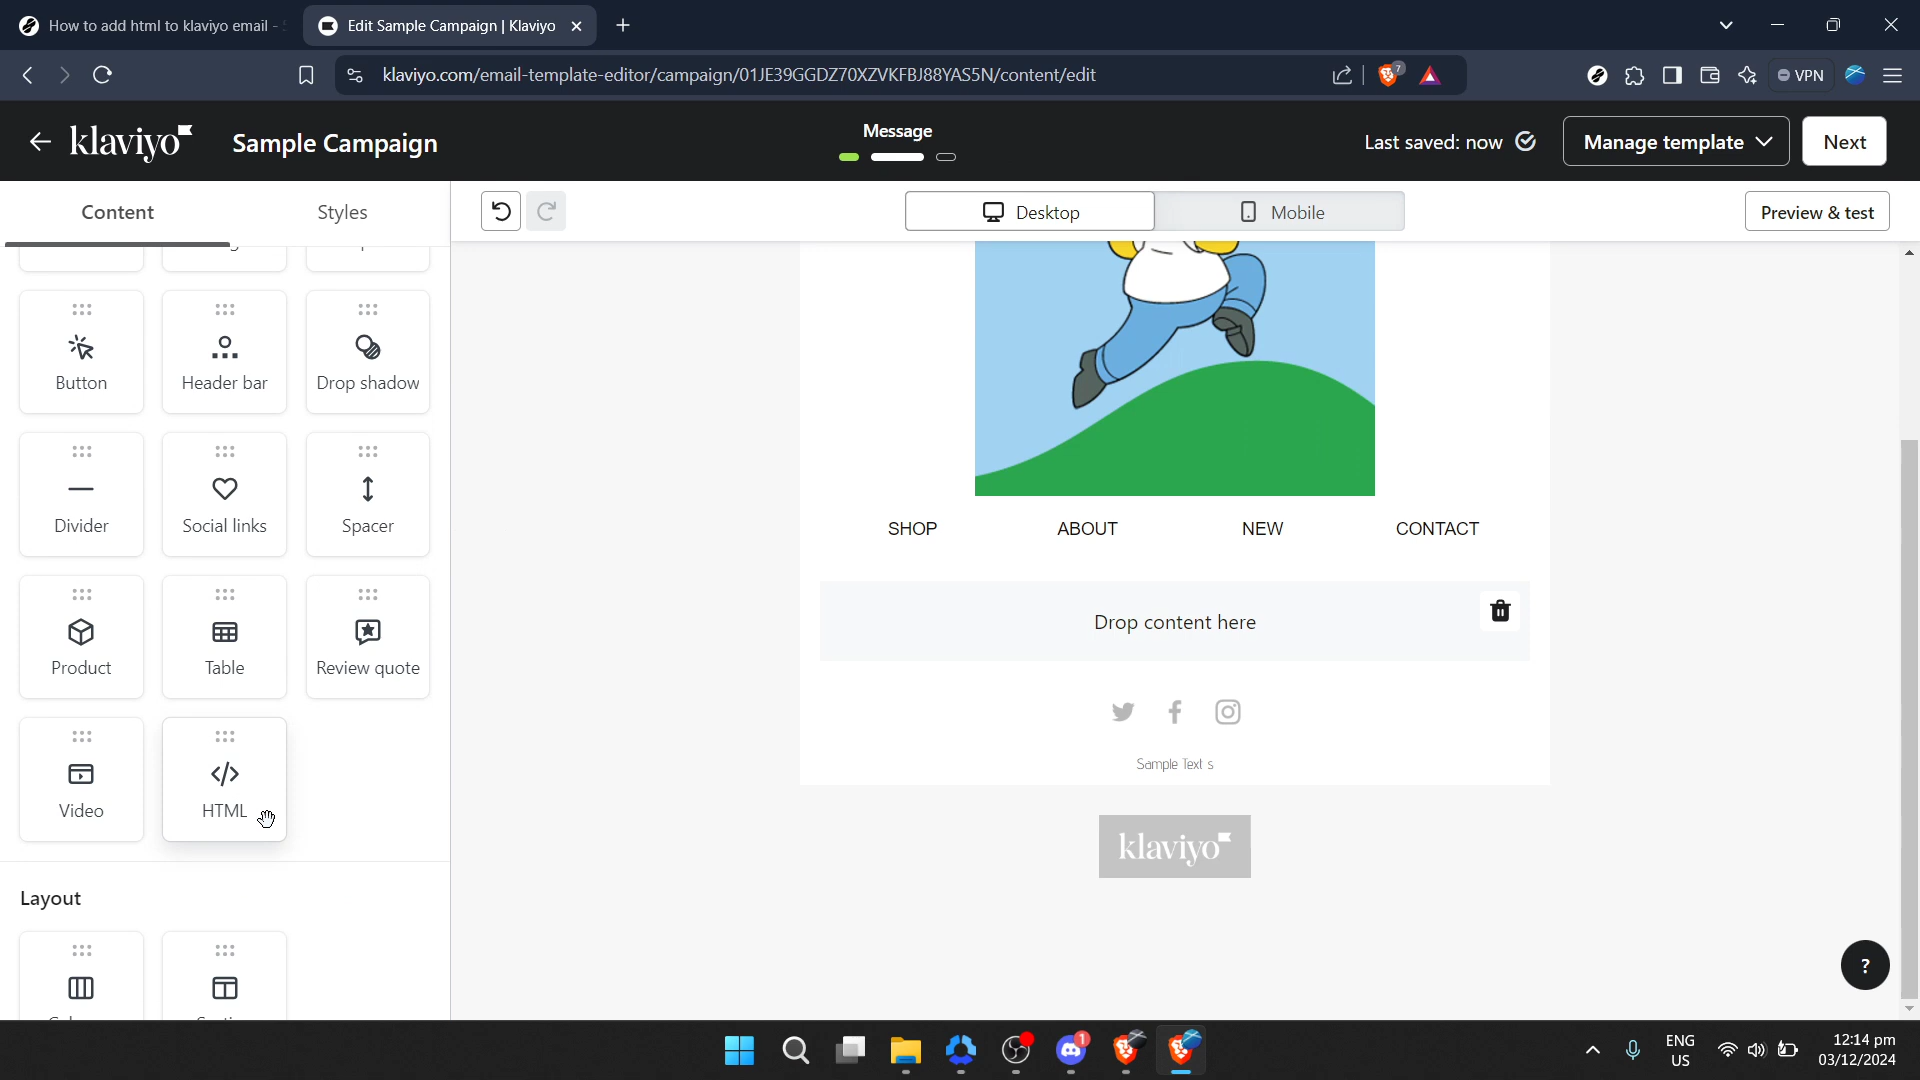 How to add html to klaviyo email -
Edit Sample Campaign | Klaviyo
klaviyo.com/email-template-editor/campaign/01JE39GGDZ70XZVKFBJ88YAS5N/content/edit
7
VPN
klaviyo
Sample Campaign
Message
Last saved: now
Manage template
Next
Content
Styles
Desktop
Mobile
Preview & test
Button
Header bar
Drop shadow
Divider
Social links
Spacer
Product
Table
Review quote
Video
HTML
Layout
SHOP
ABOUT
NEW
CONTACT
Drop content here
Sample Text s
klaviyo
?
1
ENG
US
12:14 pm
03/12/2024